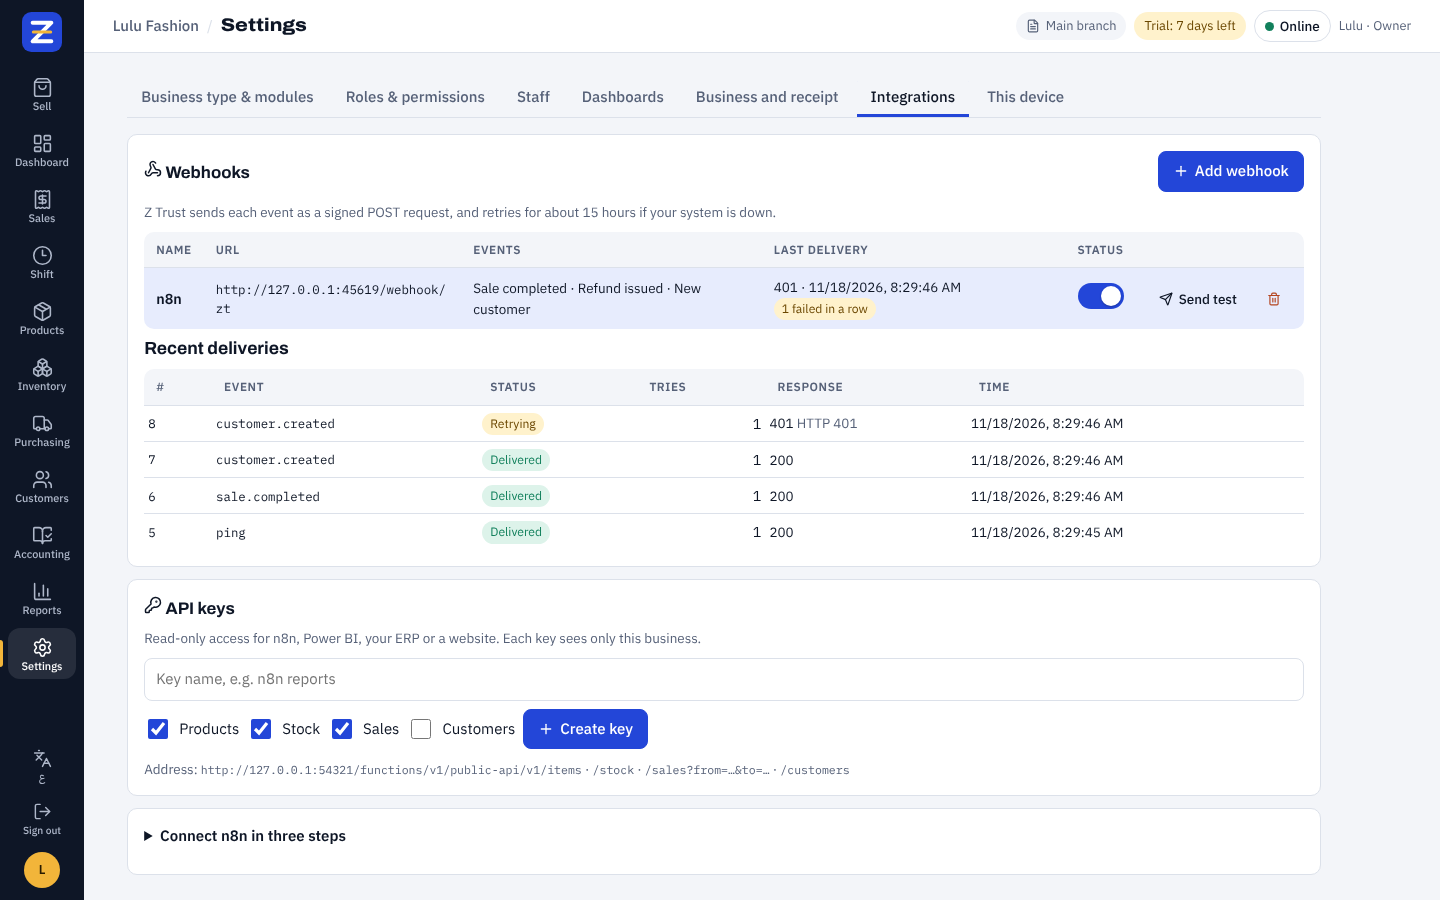 Z
Lulu Fashion / Settings
Main branch
Trial: 7 days left
Online
Lulu · Owner
Sell
Dashboard
Sales
Shift
Products
Inventory
Purchasing
Customers
Accounting
Reports
Settings
ع
Sign out
L
Business type & modules
Roles & permissions
Staff
Dashboards
Business and receipt
Integrations
This device
Webhooks
+ Add webhook
Z Trust sends each event as a signed POST request, and retries for about 15 hours if your system is down.
NAME URL EVENTS LAST DELIVERY STATUS
n8n
http://127.0.0.1:45619/webhook/
zt
Sale completed · Refund issued · New
customer
401 · 11/18/2026, 8:29:46 AM
1 failed in a row
Send test
Recent deliveries
# EVENT STATUS TRIES RESPONSE TIME
8 customer.created Retrying 1 401 HTTP 401 11/18/2026, 8:29:46 AM
7 customer.created Delivered 1 200 11/18/2026, 8:29:46 AM
6 sale.completed Delivered 1 200 11/18/2026, 8:29:46 AM
5 ping Delivered 1 200 11/18/2026, 8:29:45 AM
API keys
Read-only access for n8n, Power BI, your ERP or a website. Each key sees only this business.
Key name, e.g. n8n reports
Products Stock Sales Customers + Create key
Address: http://127.0.0.1:54321/functions/v1/public-api/v1/items · /stock · /sales?from=…&to=… · /customers
Connect n8n in three steps